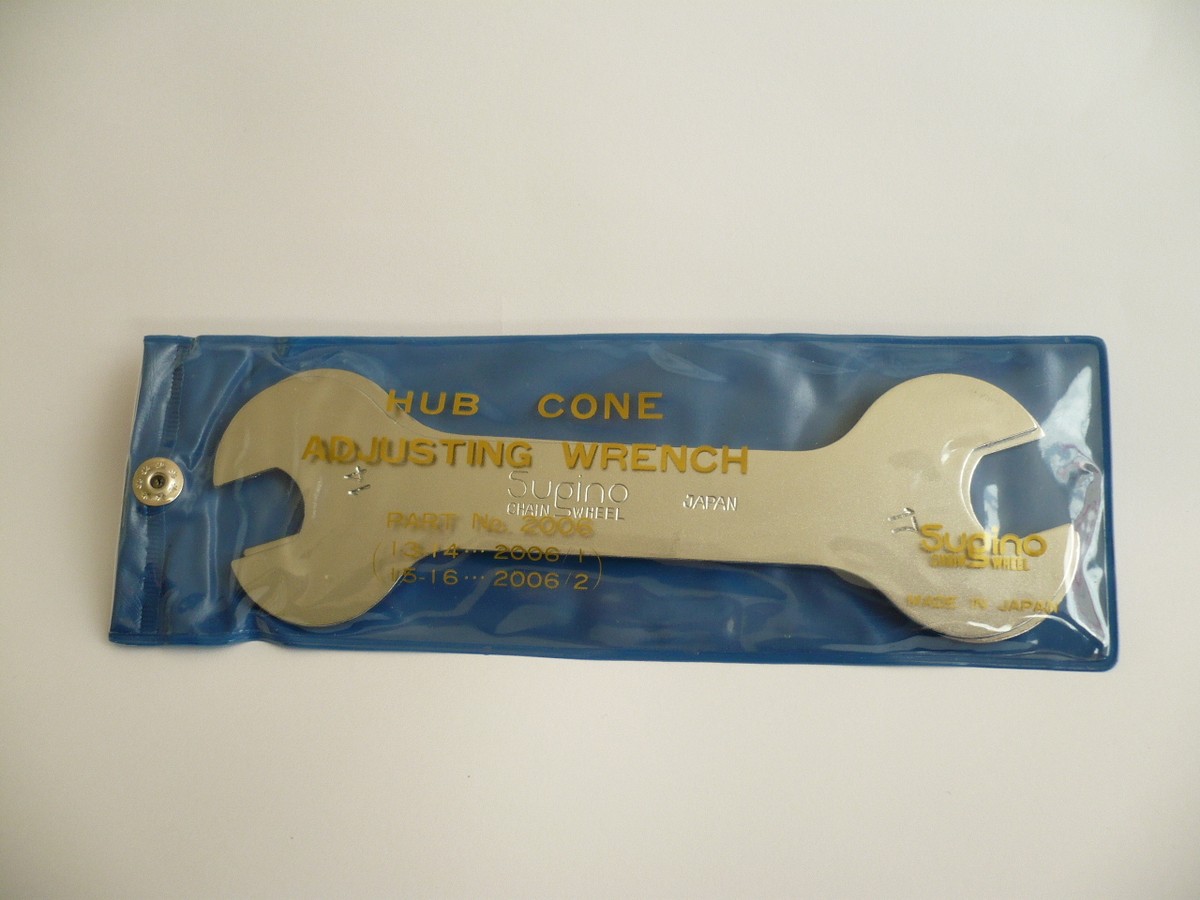 HUB CONE
ADJUSTING WRENCH
14
Sugino
CHAIN WHEEL
JAPAN
PART No. 2006
(13-14… 2006/1)
(15-16… 2006/2)
Sugino
CHAIN WHEEL
MADE IN JAPAN